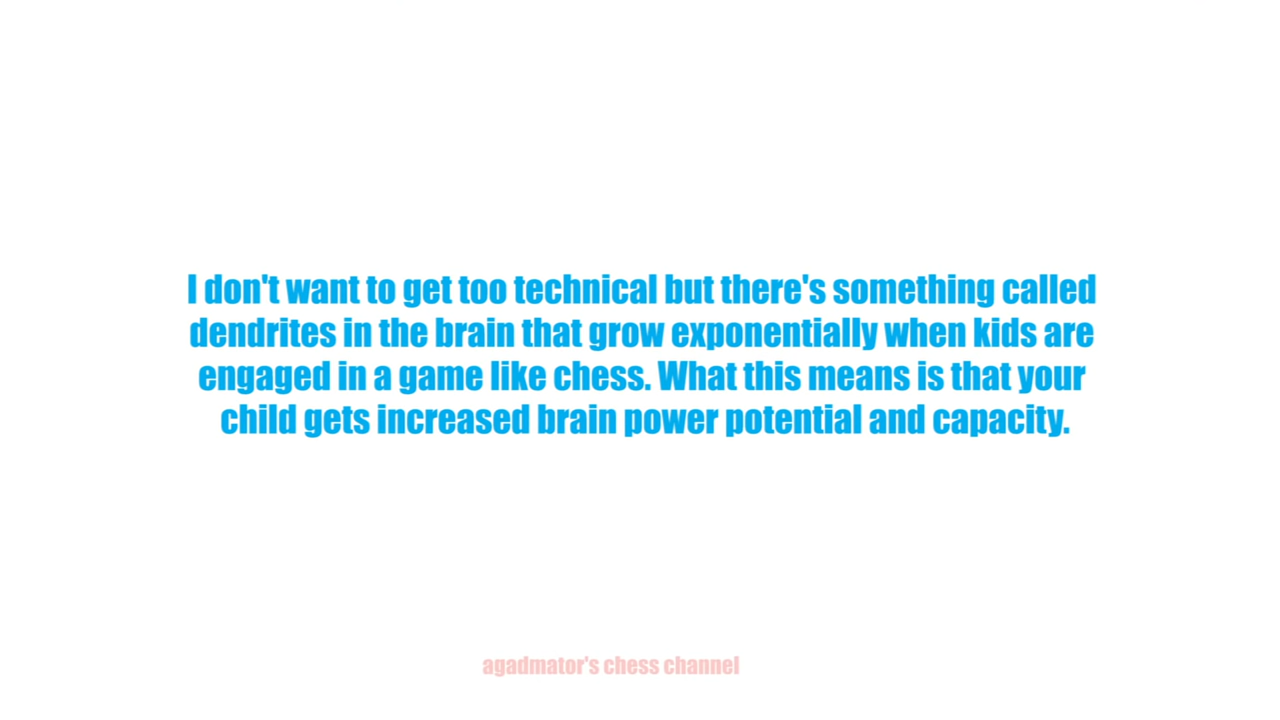 I don't want to get too technical but there's something called
dendrites in the brain that grow exponentially when kids are
engaged in a game like chess. What this means is that your
child gets increased brain power potential and capacity.
agadmator's chess channel